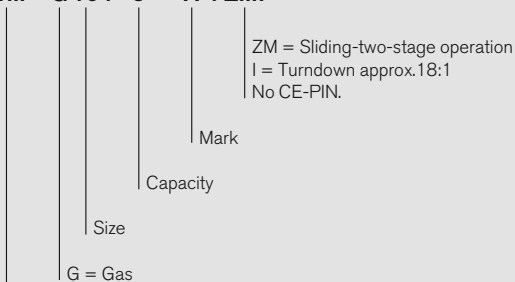 ZM = Sliding-two-stage operation
I = Turndown approx.18:1
No CE-PIN.
Mark
Capacity
Size
G = Gas